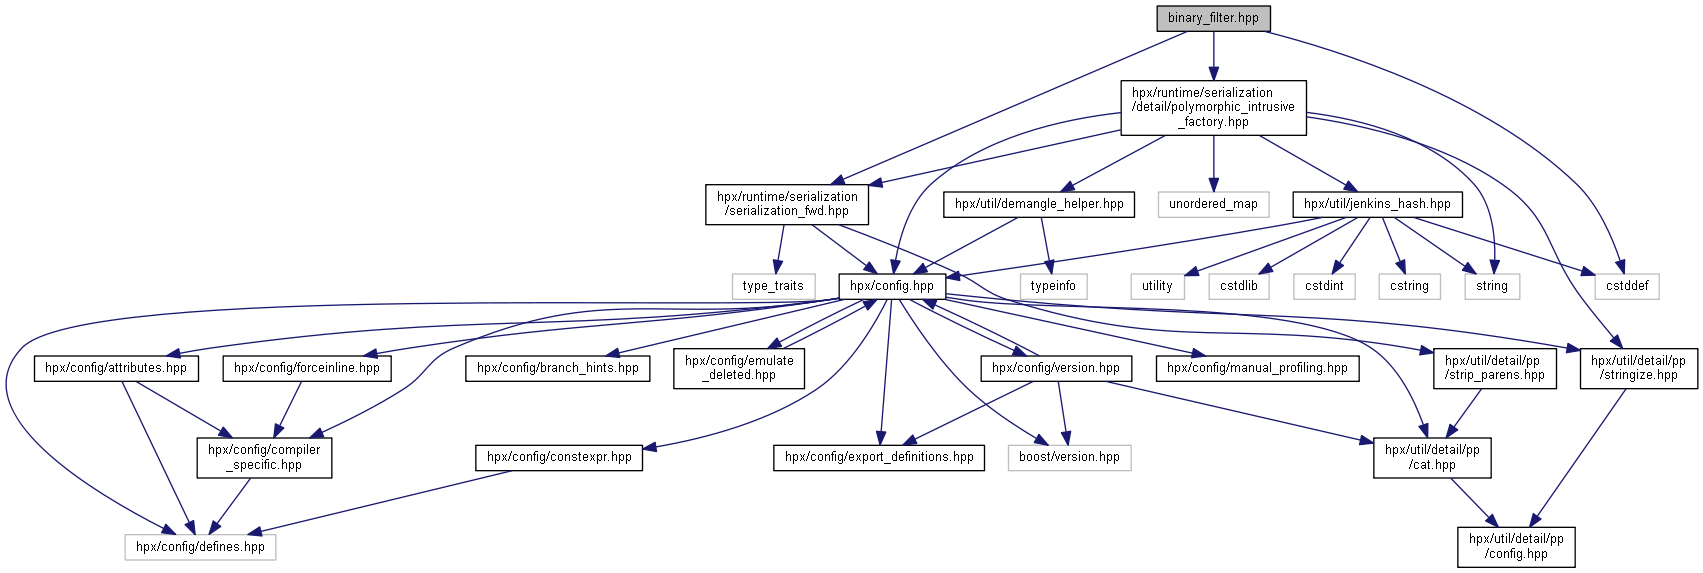 binary_filter.hpp
hpx/runtime/serialization
/detail/polymorphic_intrusive
_factory.hpp
hpx/runtime/serialization
/serialization_fwd.hpp
hpx/util/demangle_helper.hpp
unordered_map
hpx/util/jenkins_hash.hpp
type_traits
hpx/config.hpp
typeinfo
utility
cstdlib
cstdint
cstring
string
cstddef
hpx/config/attributes.hpp
hpx/config/forceinline.hpp
hpx/config/branch_hints.hpp
hpx/config/emulate
_deleted.hpp
hpx/config/version.hpp
hpx/config/manual_profiling.hpp
hpx/util/detail/pp
/strip_parens.hpp
hpx/util/detail/pp
/stringize.hpp
hpx/config/compiler
_specific.hpp
hpx/config/constexpr.hpp
hpx/config/export_definitions.hpp
boost/version.hpp
hpx/util/detail/pp
/cat.hpp
hpx/config/defines.hpp
hpx/util/detail/pp
/config.hpp